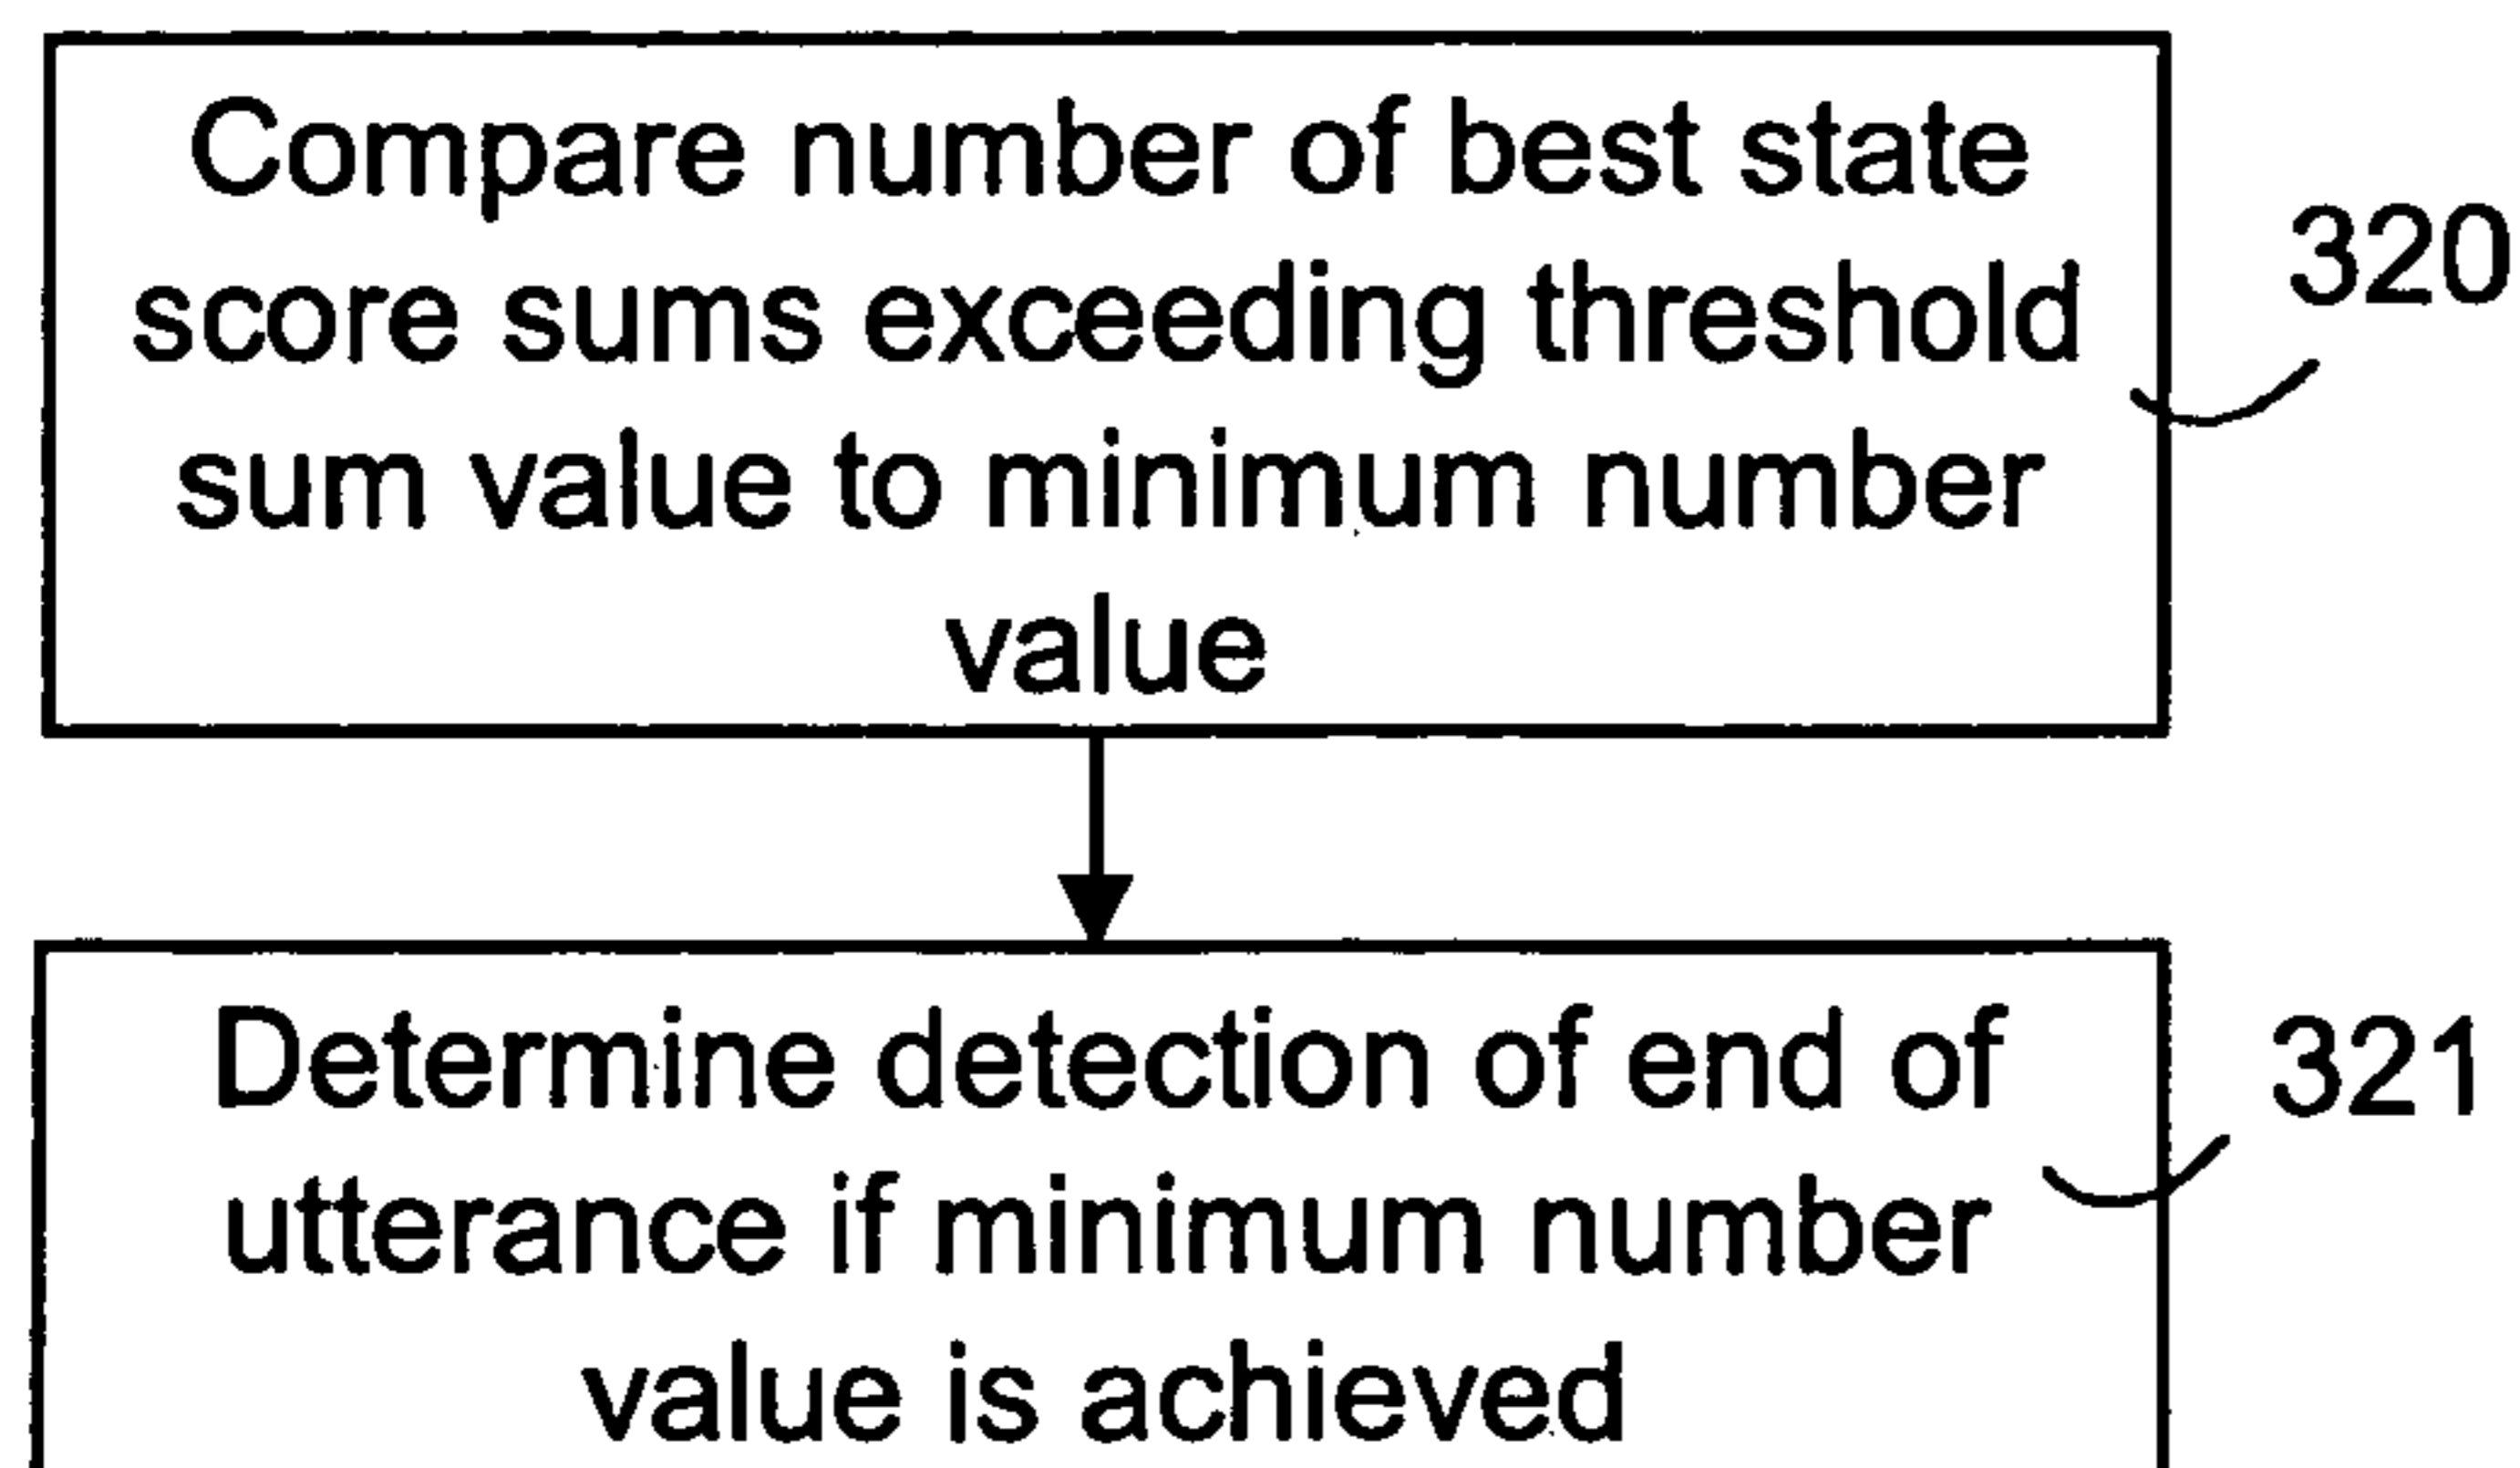 Compare number of best state
score sums exceeding threshold
sum value to minimum number
value
320
Determine detection of end of
utterance if minimum number
value is achieved
321